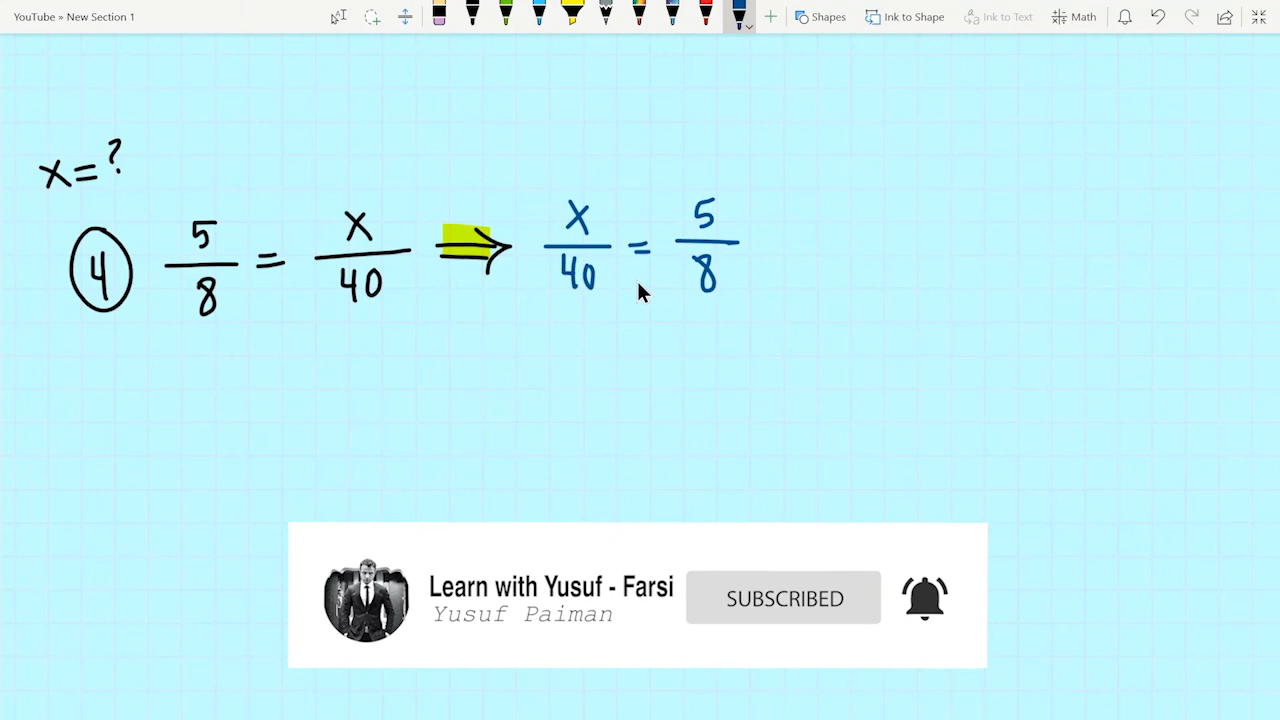 YouTube » New Section 1
Shapes
Ink to Shape
Ink to Text
Math
x = ?
4 5/8 = x/40 ⇒ x/40 = 5/8
Learn with Yusuf - Farsi
Yusuf Paiman
SUBSCRIBED